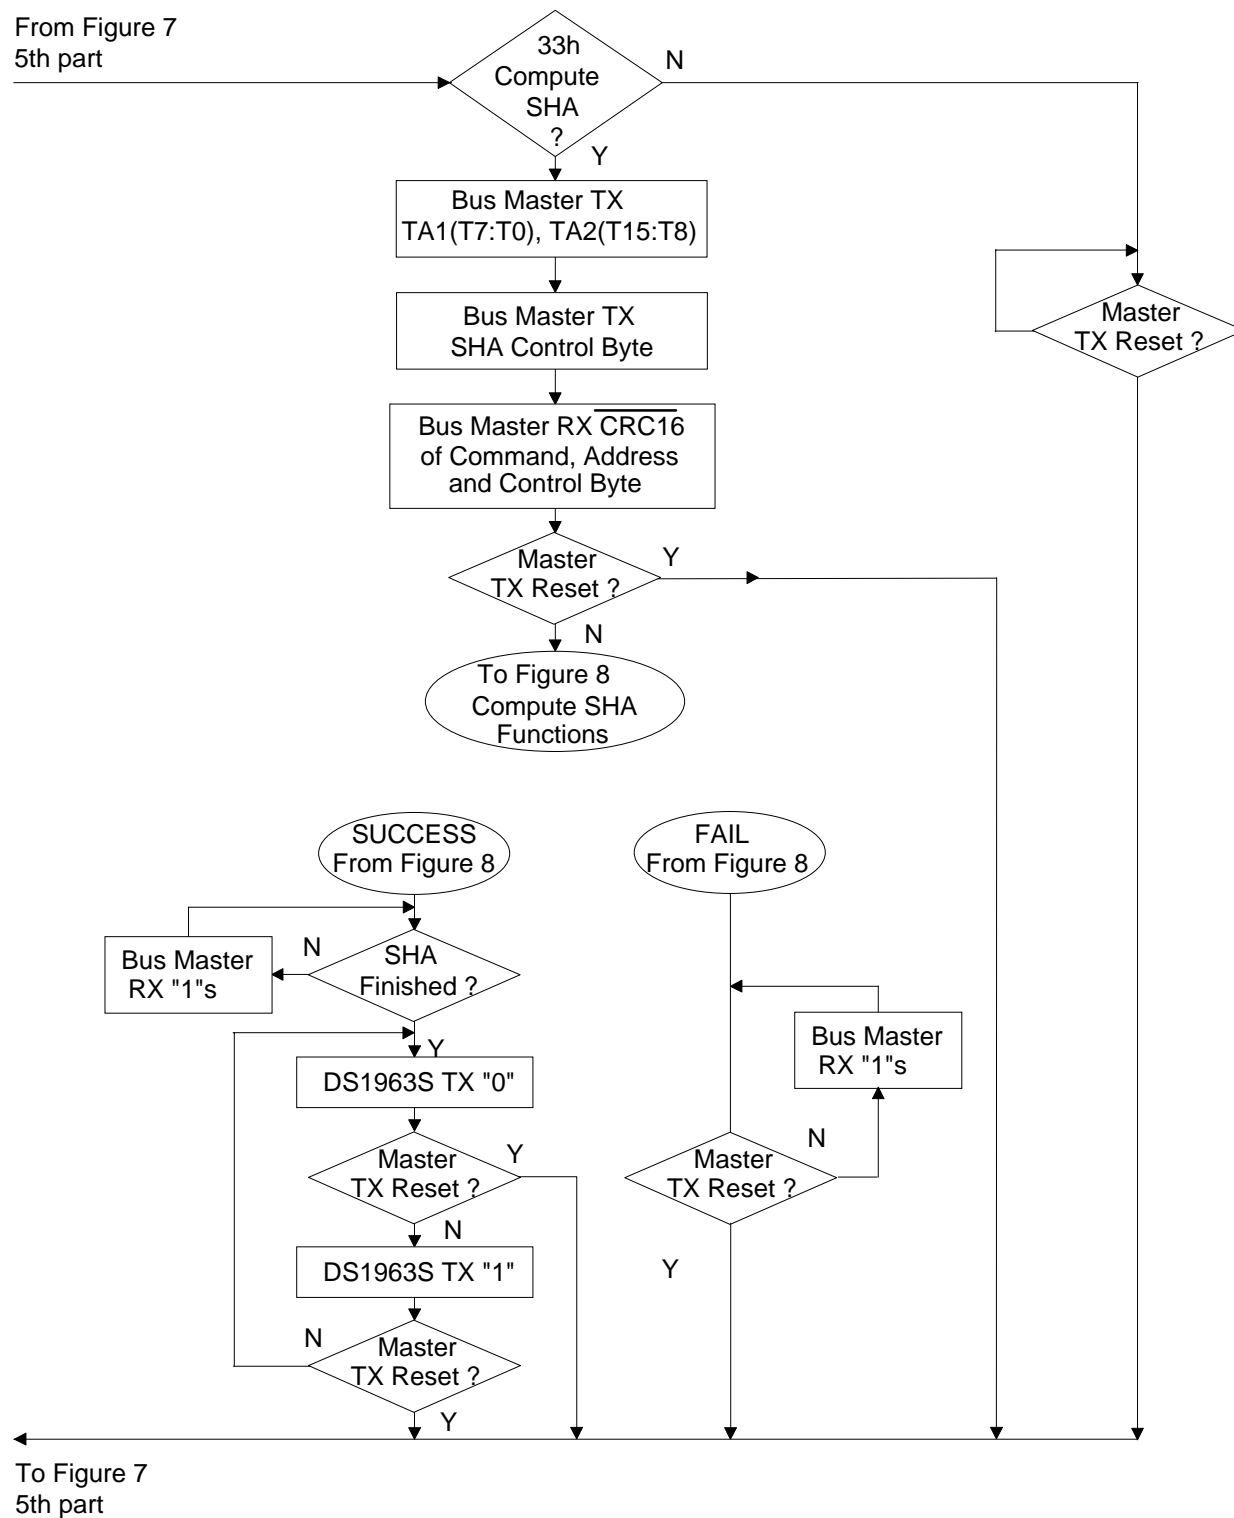 From Figure 7
5th part
33h
Compute
SHA
?
N
Y
Bus Master TX
TA1(T7:T0), TA2(T15:T8)
Bus Master TX
SHA Control Byte
Master
TX Reset ?
Bus Master RX CRC16
of Command, Address
and Control Byte
Master
TX Reset ?
Y
N
To Figure 8
Compute SHA
Functions
SUCCESS
From Figure 8
FAIL
From Figure 8
Bus Master
RX "1"s
N
SHA
Finished ?
Y
Bus Master
RX "1"s
DS1963S TX "0"
Master
TX Reset ?
Y
N
Master
TX Reset ?
N
Y
DS1963S TX "1"
N
Master
TX Reset ?
Y
To Figure 7
5th part